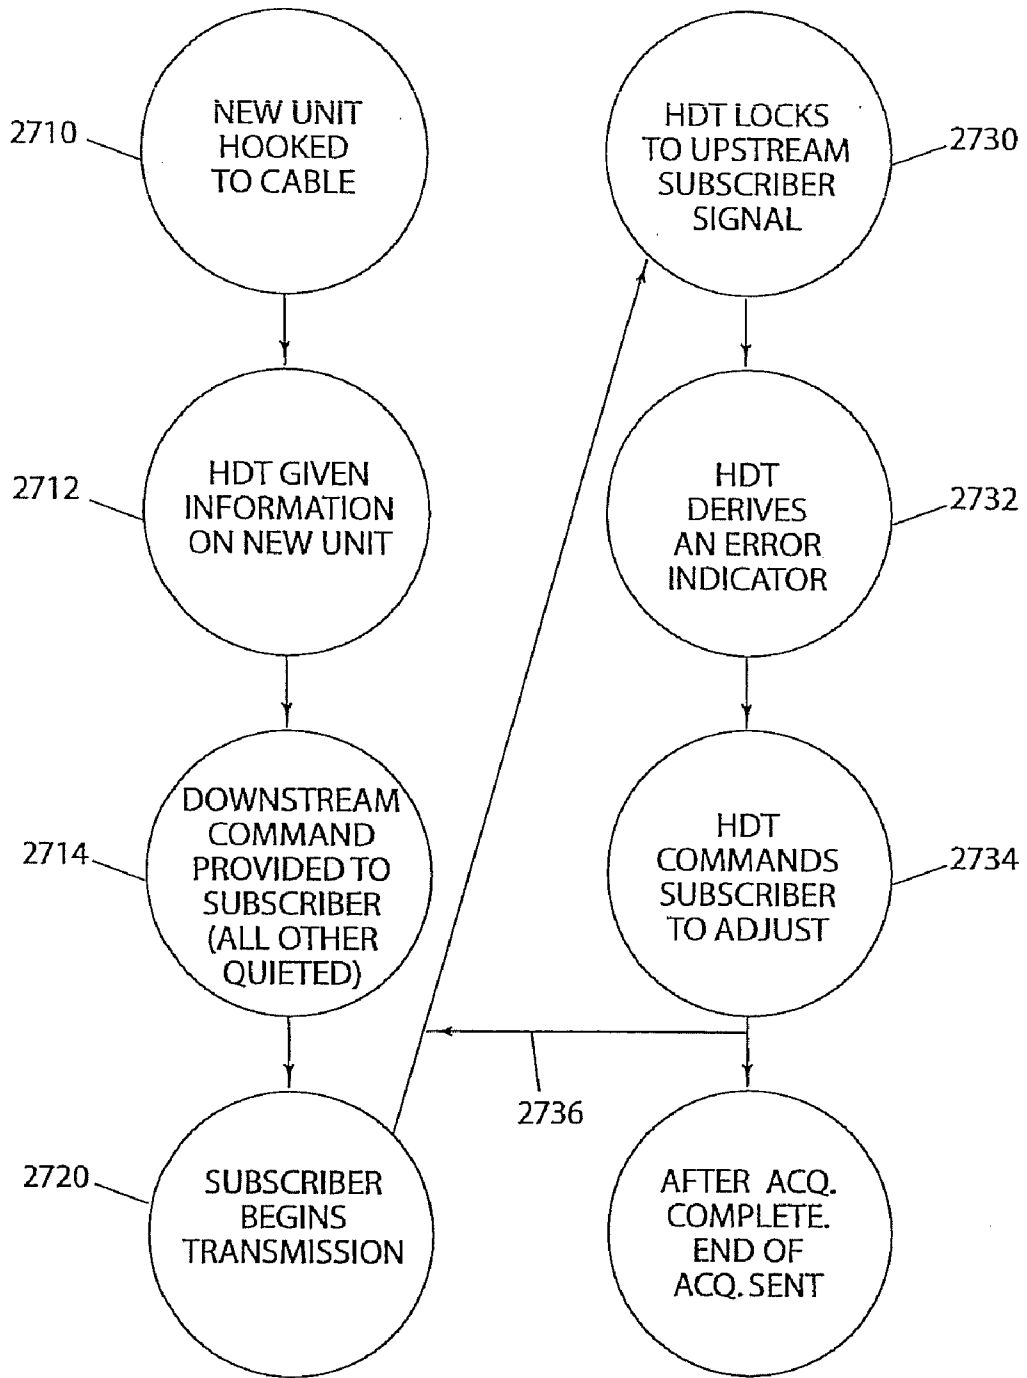 2710
NEW UNIT
HOOKED
TO CABLE
2712
HDT GIVEN
INFORMATION
ON NEW UNIT
2714
DOWNSTREAM
COMMAND
PROVIDED TO
SUBSCRIBER
(ALL OTHER
QUIETED)
2720
SUBSCRIBER
BEGINS
TRANSMISSION
HDT LOCKS
TO UPSTREAM
SUBSCRIBER
SIGNAL
2730
HDT
DERIVES
AN ERROR
INDICATOR
2732
HDT
COMMANDS
SUBSCRIBER
TO ADJUST
2734
2736
AFTER ACQ.
COMPLETE.
END OF
ACQ. SENT